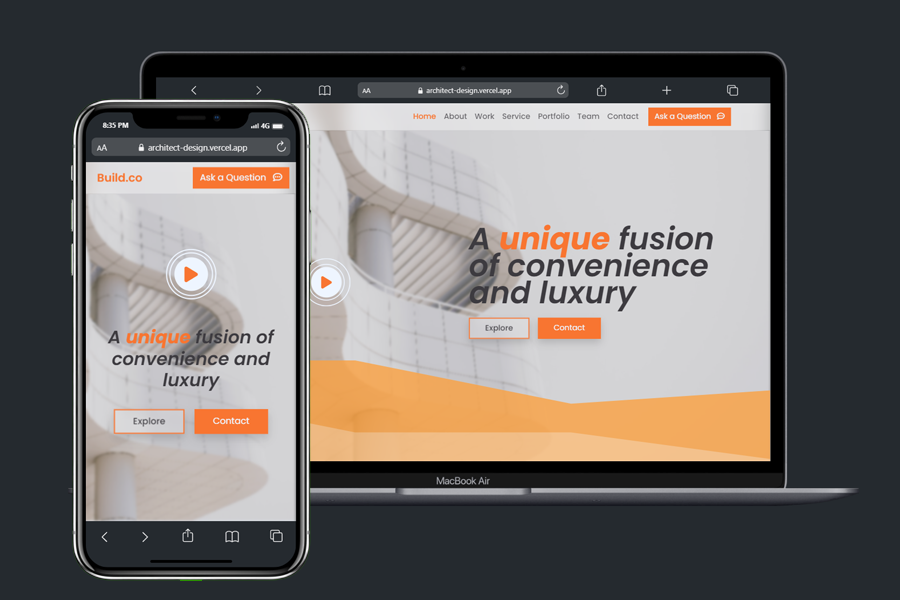 8:35 PM
4G
AA architect-design.vercel.app
Build.co
Ask a Question
A unique fusion of
convenience and
luxury
Explore
Contact
AA architect-design.vercel.app
Home About Work Service Portfolio Team Contact Ask a Question
A unique fusion
of convenience
and luxury
Explore
Contact
MacBook Air